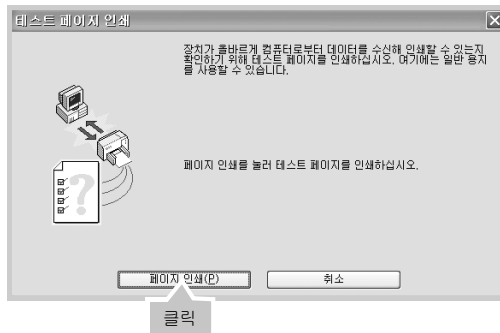 테스트 페이지 인쇄
장치가 올바르게 컴퓨터로부터 데이터를 수신해 인쇄할 수 있는지
확인하기 위해 테스트 페이지를 인쇄하십시오. 여기에는 일반 용지
를 사용할 수 있습니다.
페이지 인쇄를 눌러 테스트 페이지를 인쇄하십시오.
페이지 인쇄(P)
취소
클릭